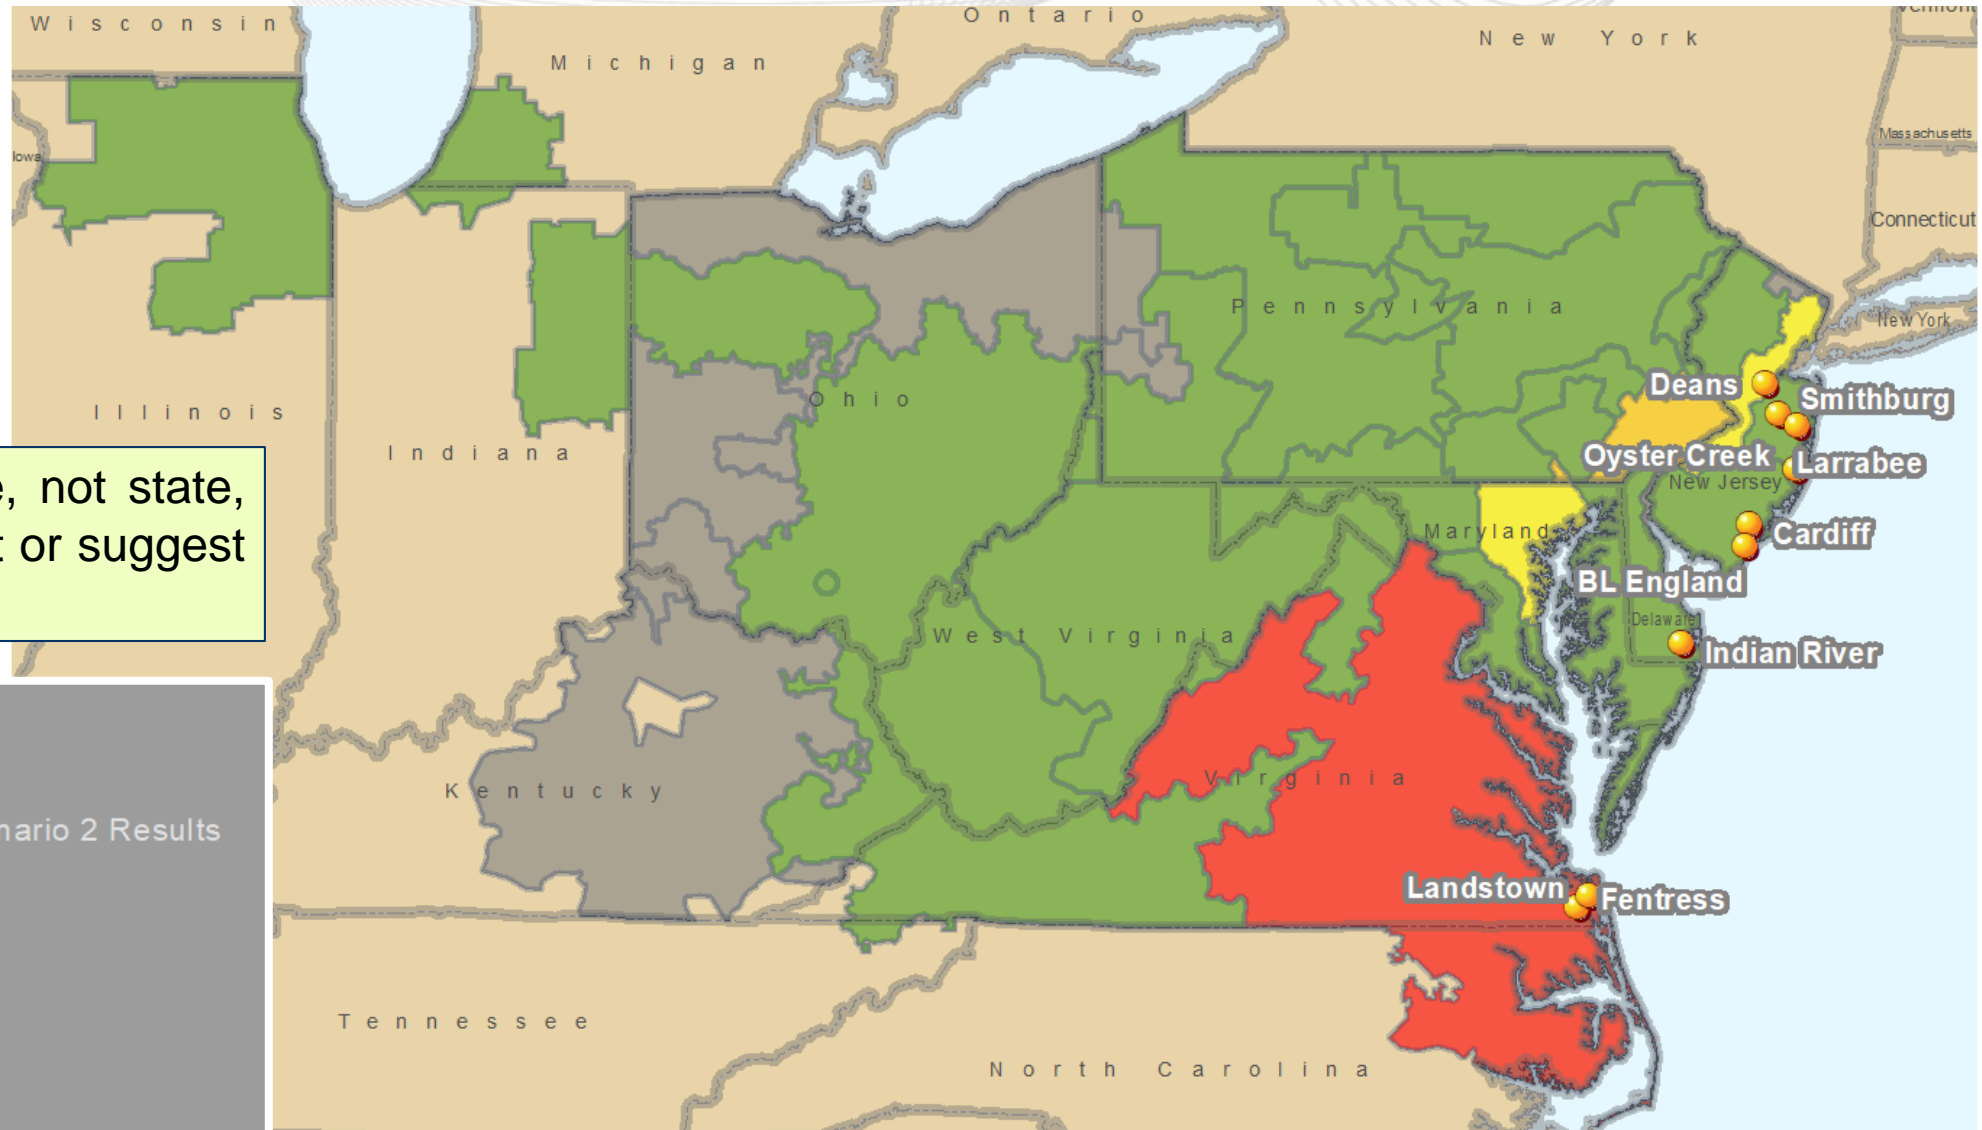 Wisconsin
Ontario
Michigan
New York
Massachusetts
Iowa
Connecticut
Pennsylvania
New York
Deans
Smithburg
Ohio
Illinois
Indiana
Oyster Creek
Larrabee
New Jersey
e, not state,
t or suggest
Maryland
Cardiff
BL England
Delaware
West Virginia
Indian River
Virginia
Kentucky
nario 2 Results
Landstown
Fentress
Tennessee
North Carolina